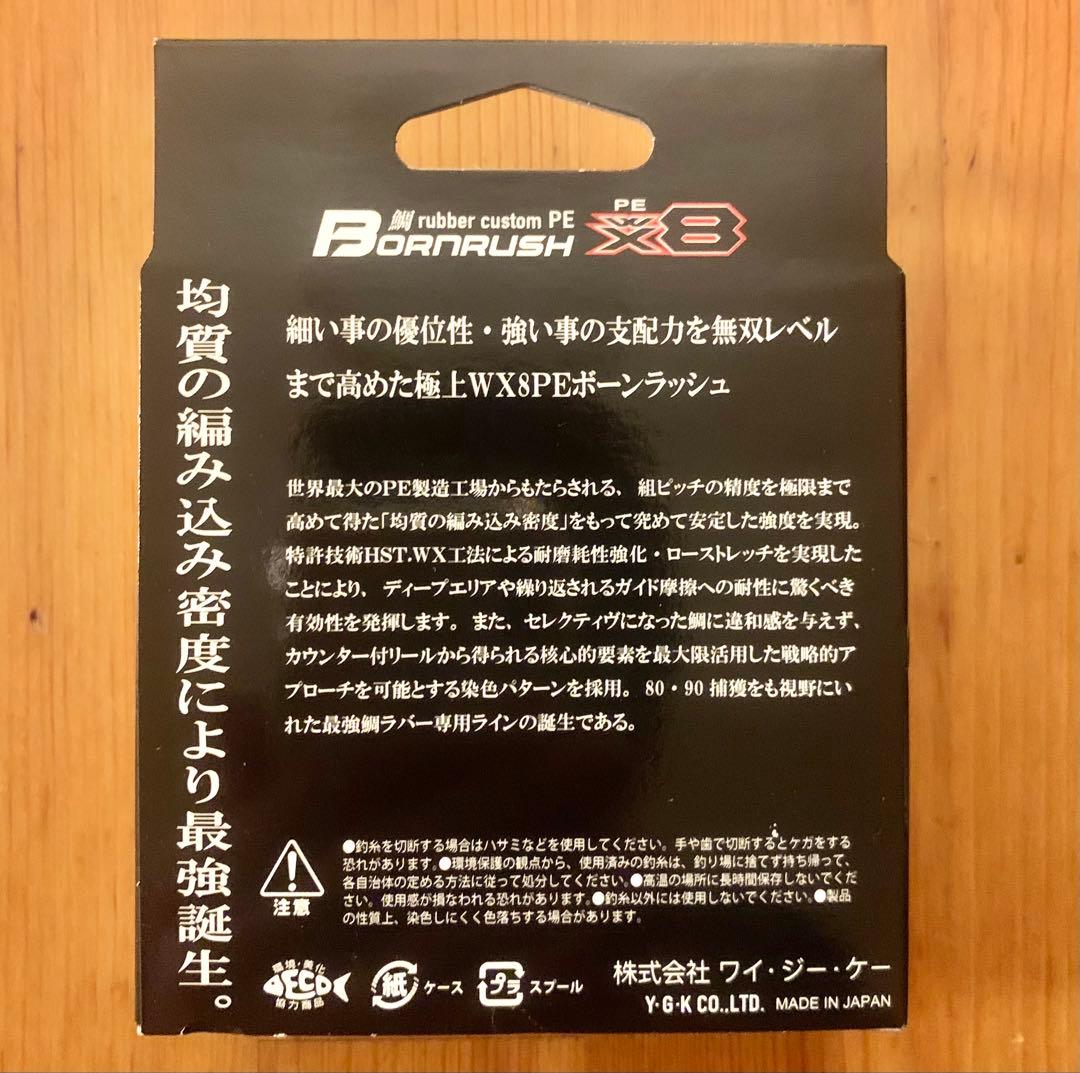 鯛 rubber custom PE
BORNRUSH
PE
WX8
均質の編み込み密度により最強誕生。
細い事の優位性・強い事の支配力を無双レベル
まで高めた極上WX8PEボーンラッシュ
世界最大のPE製造工場からもたらされる、組ピッチの精度を極限まで
高めて得た「均質の編み込み密度」をもって究めて安定した強度を実現。
特許技術HST.WX工法による耐磨耗性強化・ローストレッチを実現した
ことにより、ディープエリアや繰り返されるガイド摩擦への耐性に驚くべき
有効性を発揮します。また、セレクティヴになった鯛に違和感を与えず、
カウンター付リールから得られる核心的要素を最大限活用した戦略的ア
プローチを可能とする染色パターンを採用。80・90 捕獲をも視野にい
れた最強鯛ラバー専用ラインの誕生である。
注意
●釣糸を切断する場合はハサミなどを使用してください。手や歯で切断するとケガをする
恐れがあります。●環境保護の観点から、使用済みの釣糸は、釣り場に捨てず持ち帰って、
各自治体の定める方法に従って処分してください。●高温の場所に長時間保存しないでくだ
さい。使用感が損なわれる恐れがあります。●釣糸以外には使用しないでください。●製品
の性質上、染色しにくく色落ちする場合があります。
環境・美化
ECO
協力商品
紙 ケース
プラ スプール
株式会社 ワイ・ジー・ケー
Y·G·K CO.,LTD. MADE IN JAPAN